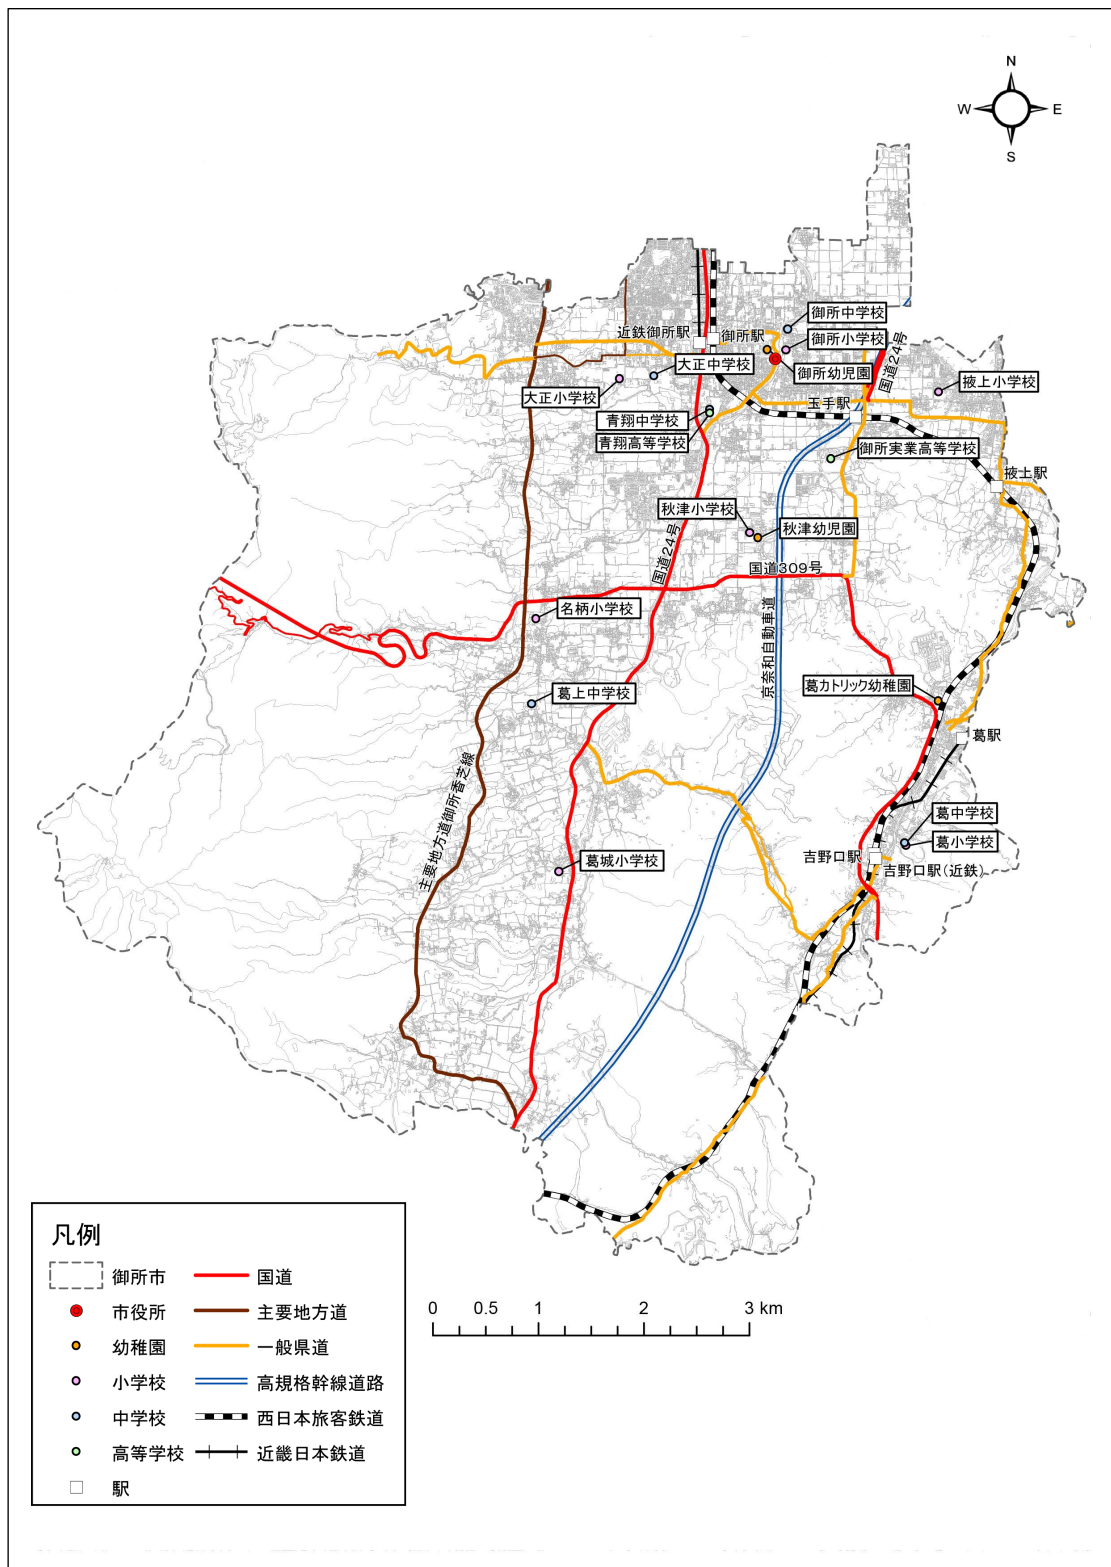 N
W
E
S
御所中学校
近鉄御所駅
御所駅
御所小学校
国道24号
大正中学校
御所幼児園
大正小学校
掖上小学校
玉手駅
青翔中学校
青翔高等学校
御所実業高等学校
掖上駅
秋津小学校
秋津幼児園
国道24号
国道309号
名柄小学校
京奈和自動車道
葛カトリック幼稚園
葛上中学校
葛駅
主要地方道御所香芝線
葛中学校
葛小学校
葛城小学校
吉野口駅
吉野口駅(近鉄)
凡例
御所市
国道
市役所
主要地方道
幼稚園
一般県道
小学校
高規格幹線道路
中学校
西日本旅客鉄道
高等学校
近畿日本鉄道
駅
0 0.5 1 2 3 km